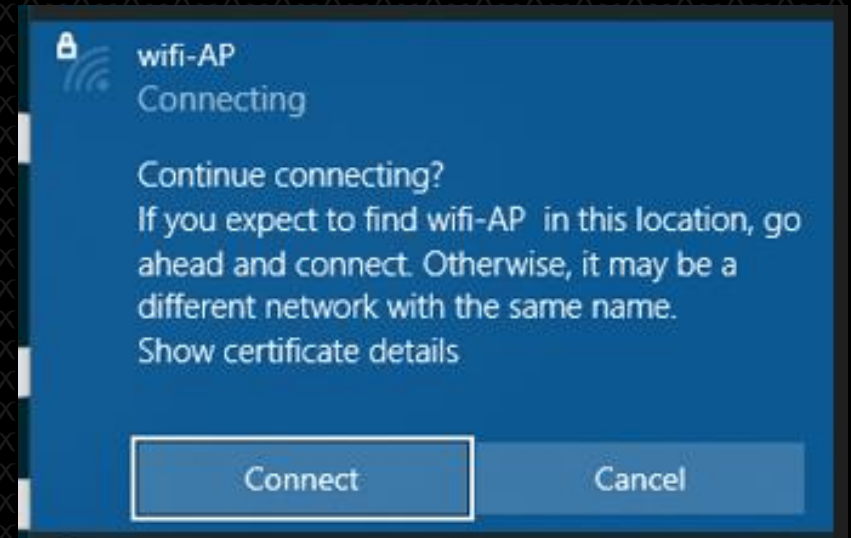 wifi-AP
Connecting
Continue connecting?
If you expect to find wifi-AP in this location, go
ahead and connect. Otherwise, it may be a
different network with the same name.
Show certificate details
Connect
Cancel